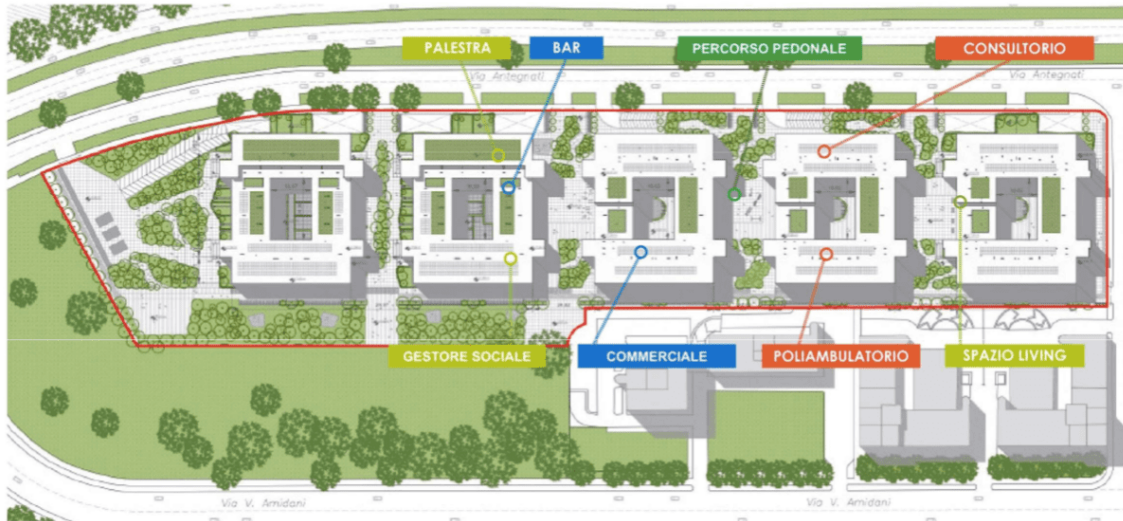 PALESTRA
BAR
PERCORSO PEDONALE
CONSULTORIO
Via Antegnati
Via Antegnati
GESTORE SOCIALE
COMMERCIALE
POLIAMBULATORIO
SPAZIO LIVING
Via V. Amidani
Via V. Amidani